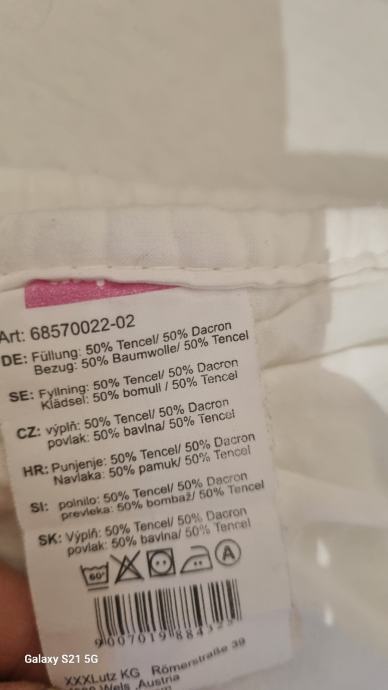 Art: 68570022-02
DE: Füllung: 50% Tencel/ 50% Dacron
Bezug: 50% Baumwolle/ 50% Tencel
SE: Fyllning: 50% Tencel/ 50% Dacron
Klädsel: 50% bomull / 50% Tencel
CZ: výplň: 50% Tencel/ 50% Dacron
povlak: 50% bavlna/ 50% Tencel
HR: Punjenje: 50% Tencel/ 50% Dacron
Navlaka: 50% pamuk/ 50% Tencel
SI: polnilo: 50% Tencel/ 50% Dacron
prevleka: 50% bombaž/ 50% Tencel
SK: Výplň: 50% Tencel/ 50% Dacron
povlak: 50% bavlna/ 50% Tencel
60° A
9 007019 884
XXXLutz KG Römerstraße 39
Wels, Austria
Galaxy S21 5G